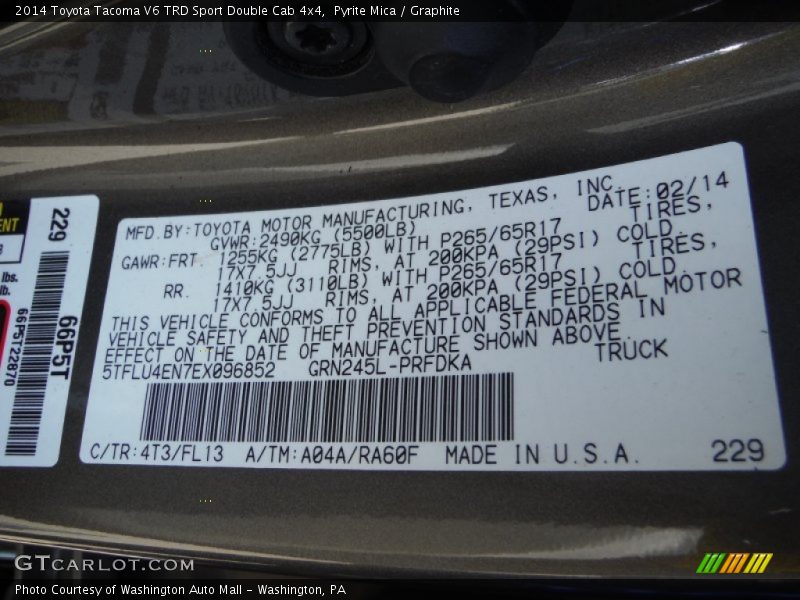 2014 Toyota Tacoma V6 TRD Sport Double Cab 4x4, Pyrite Mica / Graphite
MFD.BY:TOYOTA MOTOR MANUFACTURING, TEXAS, INC. DATE:02/14
GVWR:2490KG (5500LB)
GAWR:FRT 1255KG (2775LB) WITH P265/65R17 TIRES,
17X7.5JJ RIMS, AT 200KPA (29PSI) COLD.
RR. 1410KG (3110LB) WITH P265/65R17 TIRES,
17X7.5JJ RIMS, AT 200KPA (29PSI) COLD.
THIS VEHICLE CONFORMS TO ALL APPLICABLE FEDERAL MOTOR
VEHICLE SAFETY AND THEFT PREVENTION STANDARDS IN
EFFECT ON THE DATE OF MANUFACTURE SHOWN ABOVE.
5TFLU4EN7EX096852 GRN245L-PRFDKA TRUCK
C/TR:4T3/FL13 A/TM:A04A/RA60F MADE IN U.S.A. 229
229
66P5T
66P5T22870
lbs.
lb.
GTCARLOT.COM
Photo Courtesy of Washington Auto Mall - Washington, PA